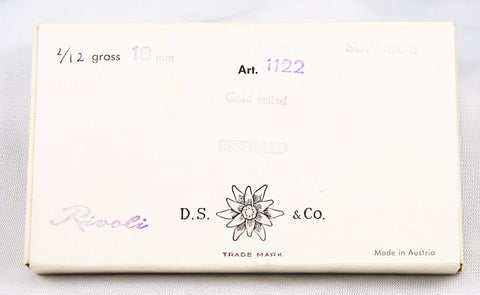 2/12 gross 18 mm
SUPERIOR
Art. 1122
Gold foiled
EMERALD
Rivoli
D.S. & Co.
TRADE MARK
Made in Austria